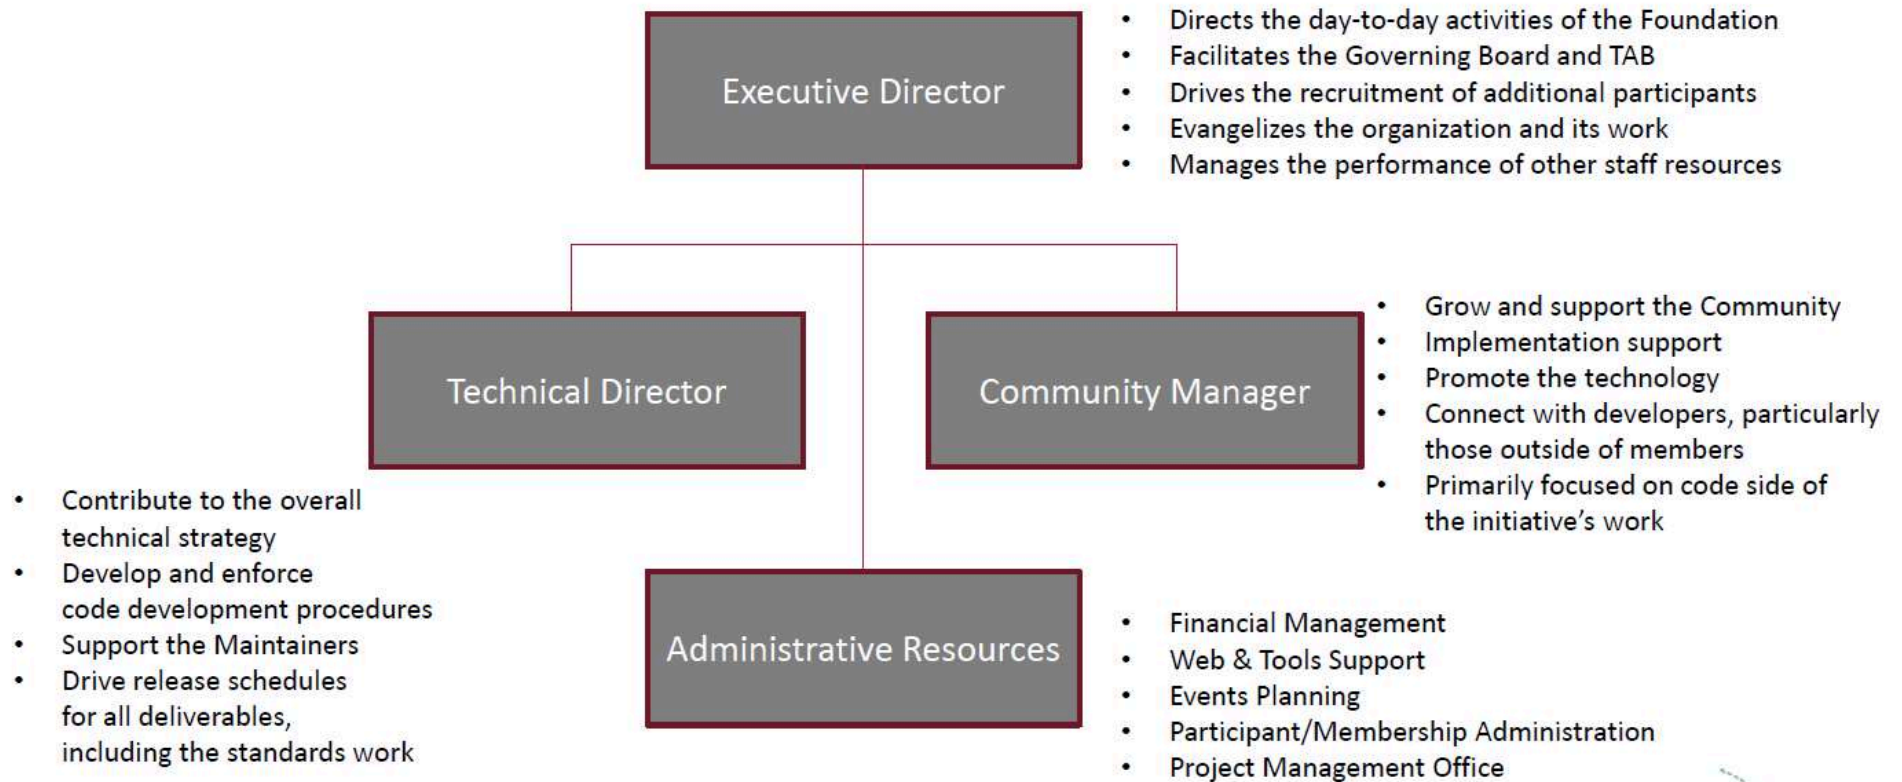 Executive Director
• Directs the day-to-day activities of the Foundation
• Facilitates the Governing Board and TAB
• Drives the recruitment of additional participants
• Evangelizes the organization and its work
• Manages the performance of other staff resources
Technical Director
• Contribute to the overall
technical strategy
• Develop and enforce
code development procedures
• Support the Maintainers
• Drive release schedules
for all deliverables,
including the standards work
Community Manager
• Grow and support the Community
• Implementation support
• Promote the technology
• Connect with developers, particularly
those outside of members
• Primarily focused on code side of
the initiative’s work
Administrative Resources
• Financial Management
• Web & Tools Support
• Events Planning
• Participant/Membership Administration
• Project Management Office